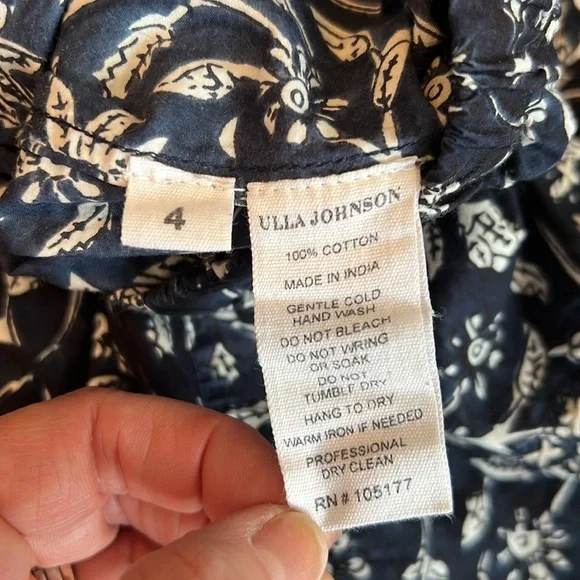 4
ULLA JOHNSON
100% COTTON
MADE IN INDIA
GENTLE COLD
HAND WASH
DO NOT BLEACH
DO NOT WRING
OR SOAK
DO NOT
TUMBLE DRY
HANG TO DRY
WARM IRON IF NEEDED
PROFESSIONAL
DRY CLEAN
RN # 105177